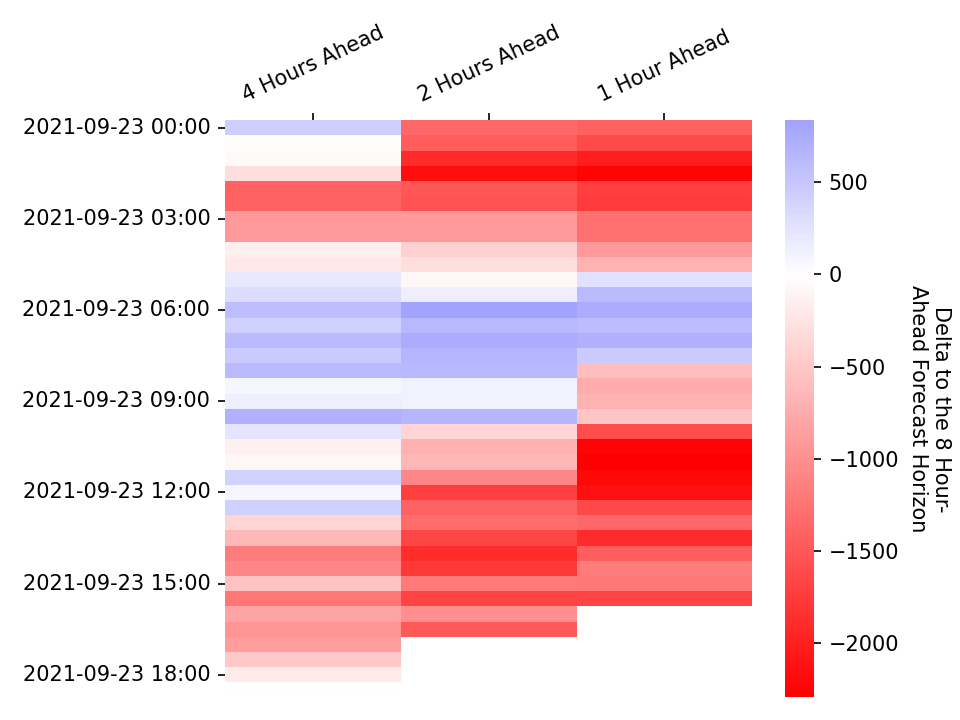 4 Hours Ahead
2 Hours Ahead
1 Hour Ahead
2021-09-23 00:00
2021-09-23 03:00
2021-09-23 06:00
2021-09-23 09:00
2021-09-23 12:00
2021-09-23 15:00
2021-09-23 18:00
500
0
−500
−1000
−1500
−2000
Delta to the 8 Hour-
Ahead Forecast Horizon